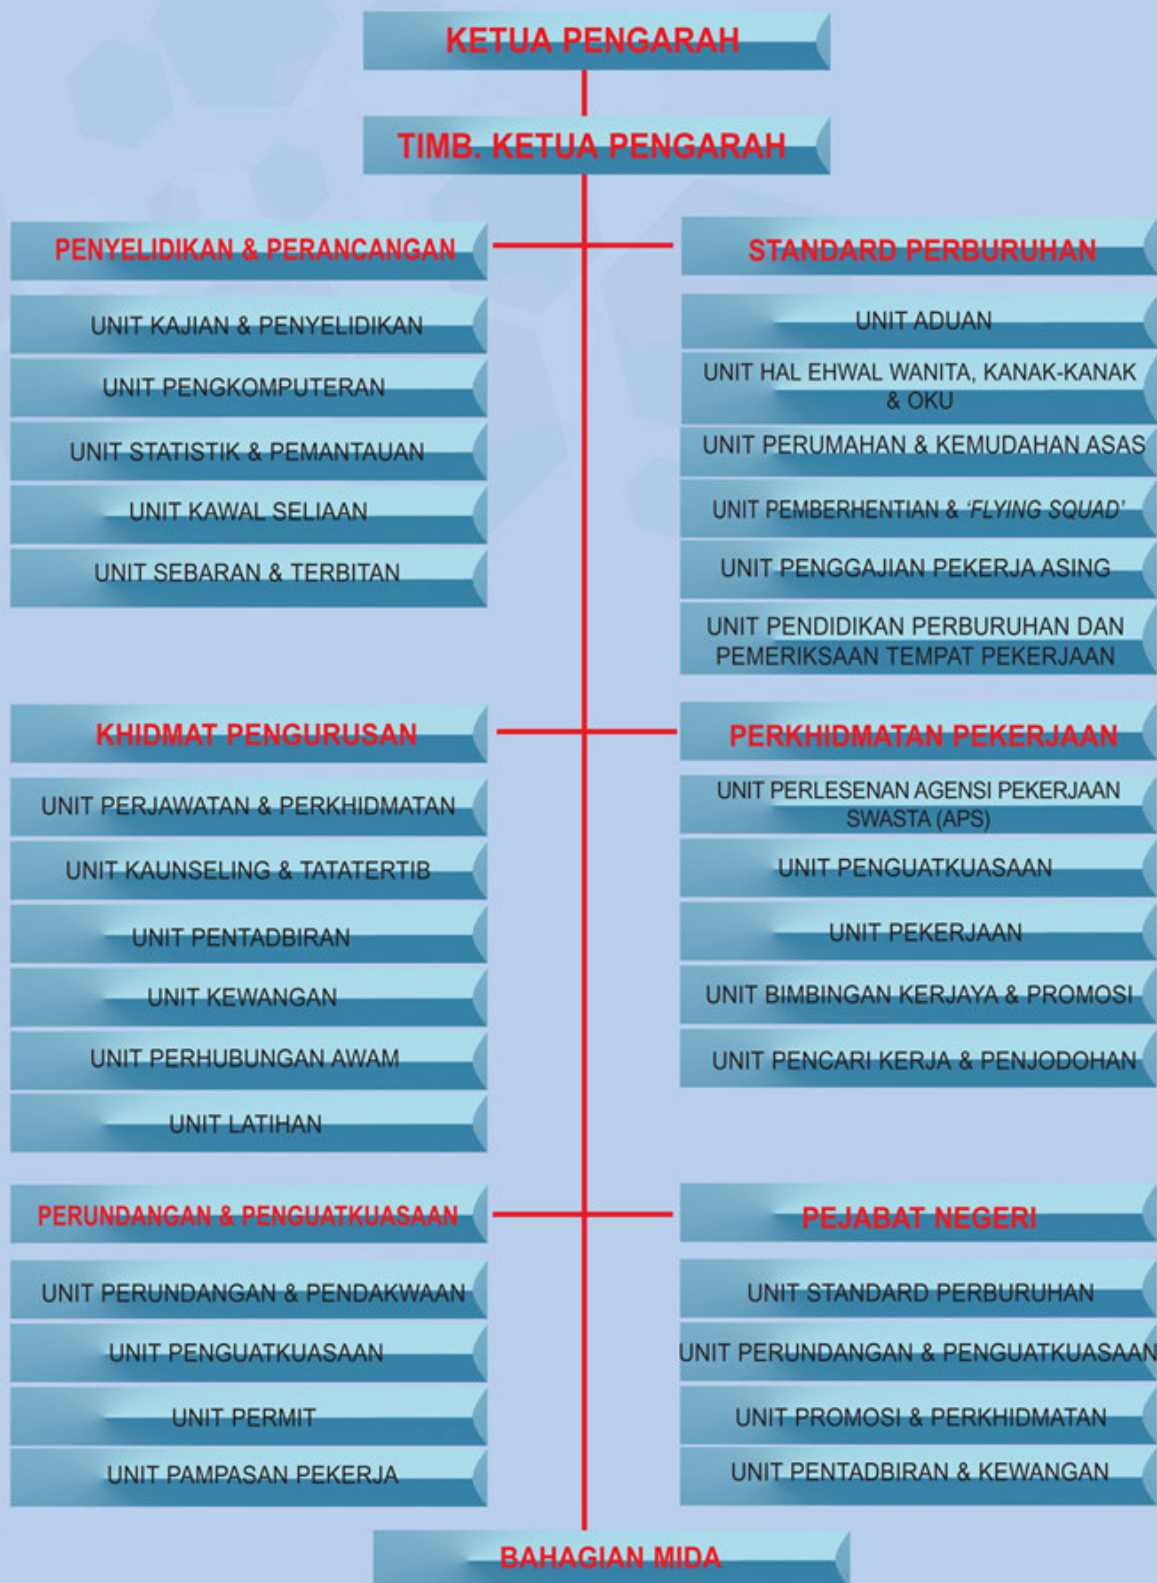 KETUA PENGARAH
TIMB. KETUA PENGARAH
PENYELIDIKAN & PERANCANGAN
UNIT KAJIAN & PENYELIDIKAN
UNIT PENGKOMPUTERAN
UNIT STATISTIK & PEMANTAUAN
UNIT KAWAL SELIAAN
UNIT SEBARAN & TERBITAN
STANDARD PERBURUHAN
UNIT ADUAN
UNIT HAL EHWAL WANITA, KANAK-KANAK
& OKU
UNIT PERUMAHAN & KEMUDAHAN ASAS
UNIT PEMBERHENTIAN & ‘FLYING SQUAD’
UNIT PENGGAJIAN PEKERJA ASING
UNIT PENDIDIKAN PERBURUHAN DAN
PEMERIKSAAN TEMPAT PEKERJAAN
KHIDMAT PENGURUSAN
UNIT PERJAWATAN & PERKHIDMATAN
UNIT KAUNSELING & TATATERTIB
UNIT PENTADBIRAN
UNIT KEWANGAN
UNIT PERHUBUNGAN AWAM
UNIT LATIHAN
PERKHIDMATAN PEKERJAAN
UNIT PERLESENAN AGENSI PEKERJAAN
SWASTA (APS)
UNIT PENGUATKUASAAN
UNIT PEKERJAAN
UNIT BIMBINGAN KERJAYA & PROMOSI
UNIT PENCARI KERJA & PENJODOHAN
PERUNDANGAN & PENGUATKUASAAN
UNIT PERUNDANGAN & PENDAKWAAN
UNIT PENGUATKUASAAN
UNIT PERMIT
UNIT PAMPASAN PEKERJA
PEJABAT NEGERI
UNIT STANDARD PERBURUHAN
UNIT PERUNDANGAN & PENGUATKUASAAN
UNIT PROMOSI & PERKHIDMATAN
UNIT PENTADBIRAN & KEWANGAN
BAHAGIAN MIDA